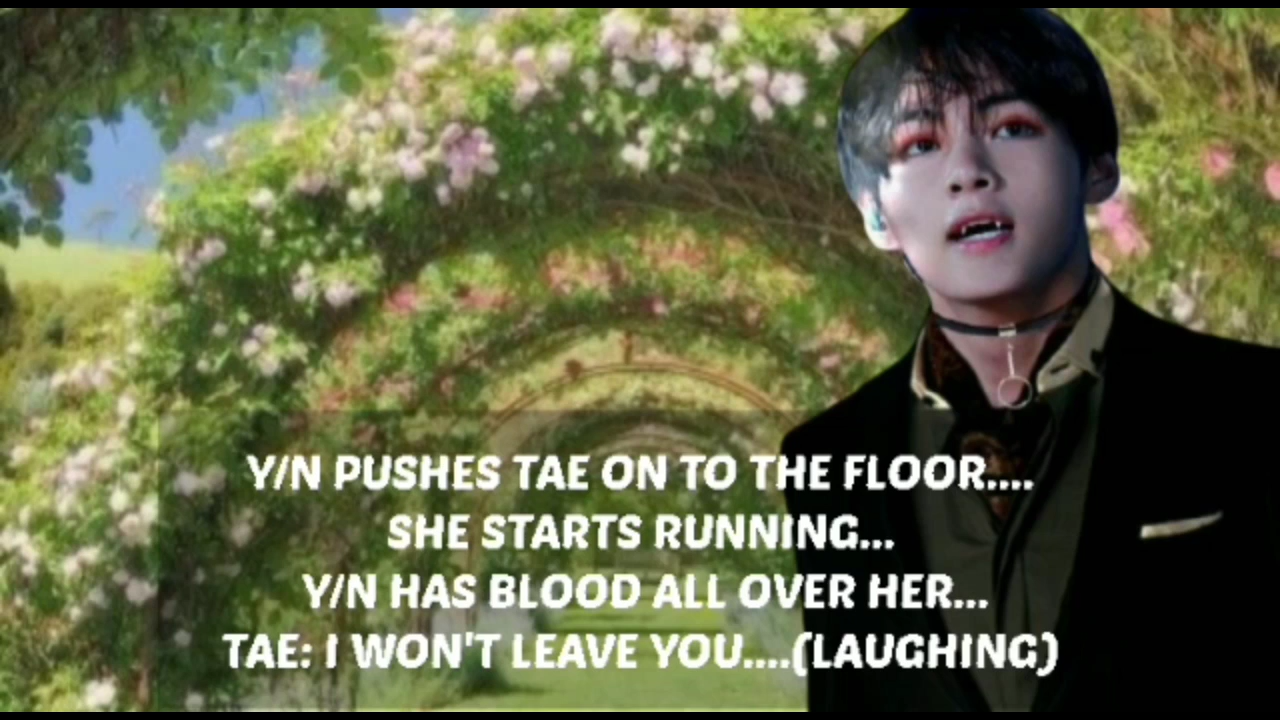 Y/N PUSHES TAE ON TO THE FLOOR....
SHE STARTS RUNNING...
Y/N HAS BLOOD ALL OVER HER...
TAE: I WON'T LEAVE YOU....(LAUGHING)